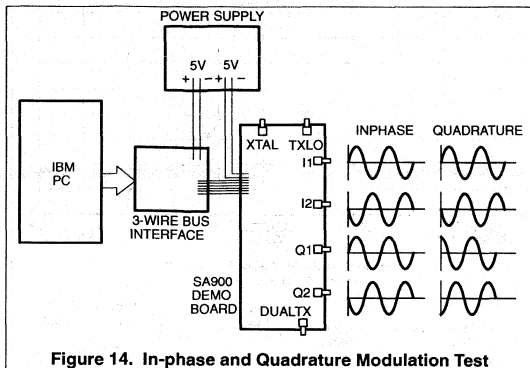 POWER SUPPLY
5V 5V
+ - + -
IBM
PC
3-WIRE BUS
INTERFACE
XTAL TXLO
I1
I2
Q1
Q2
SA900
DEMO
BOARD
DUALTX
INPHASE QUADRATURE
Figure 14. In-phase and Quadrature Modulation Test